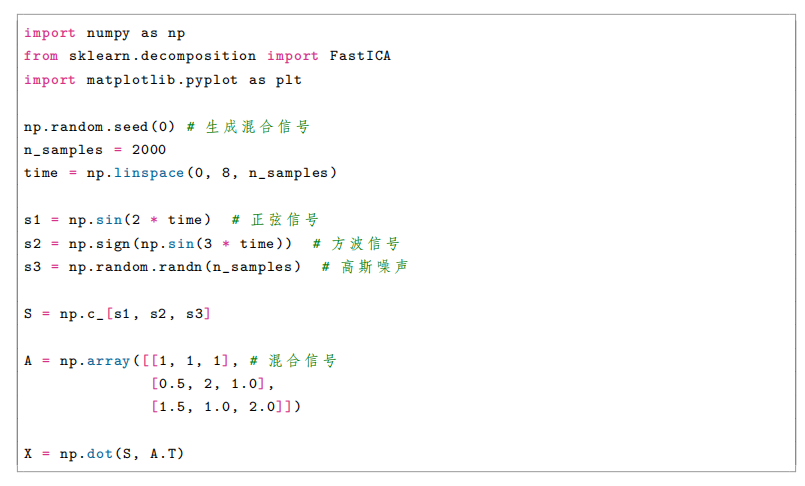 import numpy as np
from sklearn.decomposition import FastICA
import matplotlib.pyplot as plt
np.random.seed(0) # 生成混合信号
n_samples = 2000
time = np.linspace(0, 8, n_samples)
s1 = np.sin(2 * time)  # 正弦信号
s2 = np.sign(np.sin(3 * time))  # 方波信号
s3 = np.random.randn(n_samples)  # 高斯噪声
S = np.c_[s1, s2, s3]
A = np.array([[1, 1, 1], # 混合信号
              [0.5, 2, 1.0],
              [1.5, 1.0, 2.0]])
X = np.dot(S, A.T)